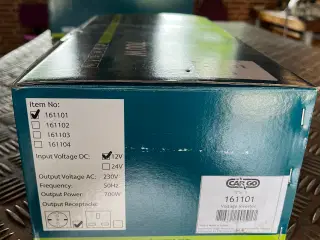 Item No:
161101
161102
161103
161104
Input Voltage DC:
12V
24V
Output Voltage AC: 230V
Frequency: 50Hz
Output Power: 700W
Output Receptacle:
CARGO
161101